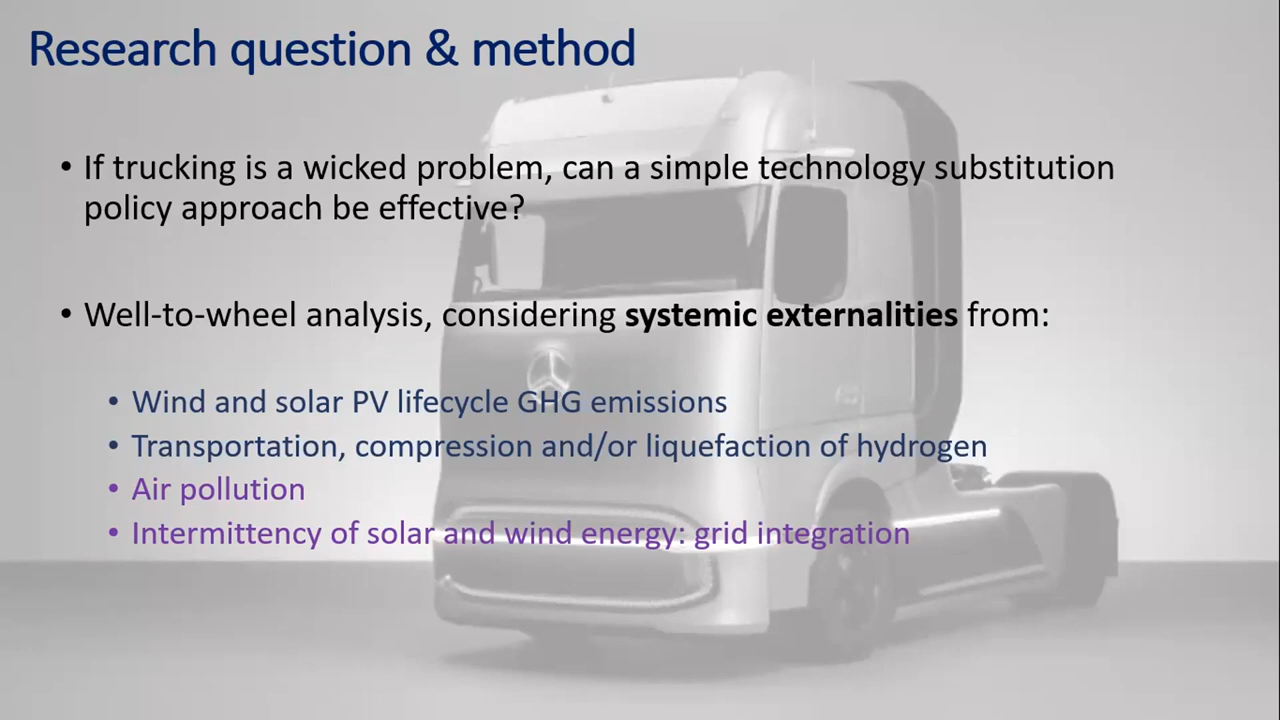 Research question & method
• If trucking is a wicked problem, can a simple technology substitution
policy approach be effective?
• Well-to-wheel analysis, considering systemic externalities from:
• Wind and solar PV lifecycle GHG emissions
• Transportation, compression and/or liquefaction of hydrogen
• Air pollution
• Intermittency of solar and wind energy: grid integration